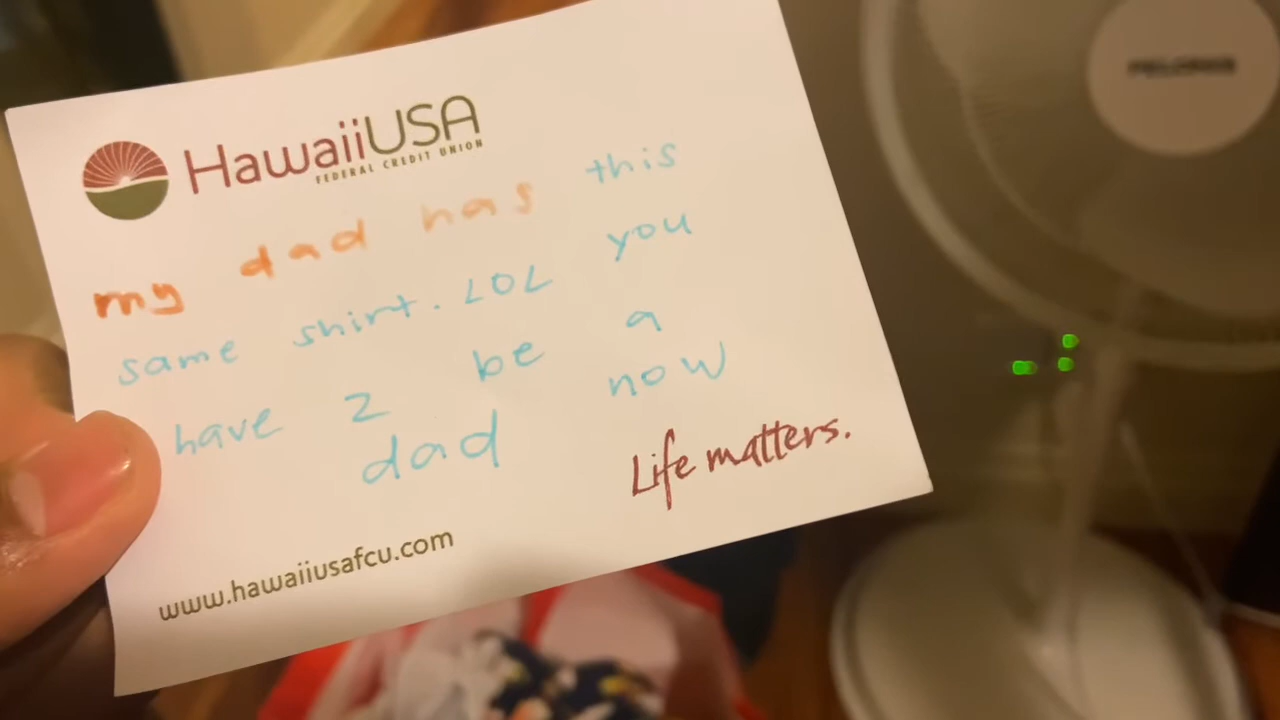 HawaiiUSA
FEDERAL CREDIT UNION
my dad has this
same shirt. LOL you
have 2 be a
dad now
Life matters.
www.hawaiiusafcu.com
PELONIS